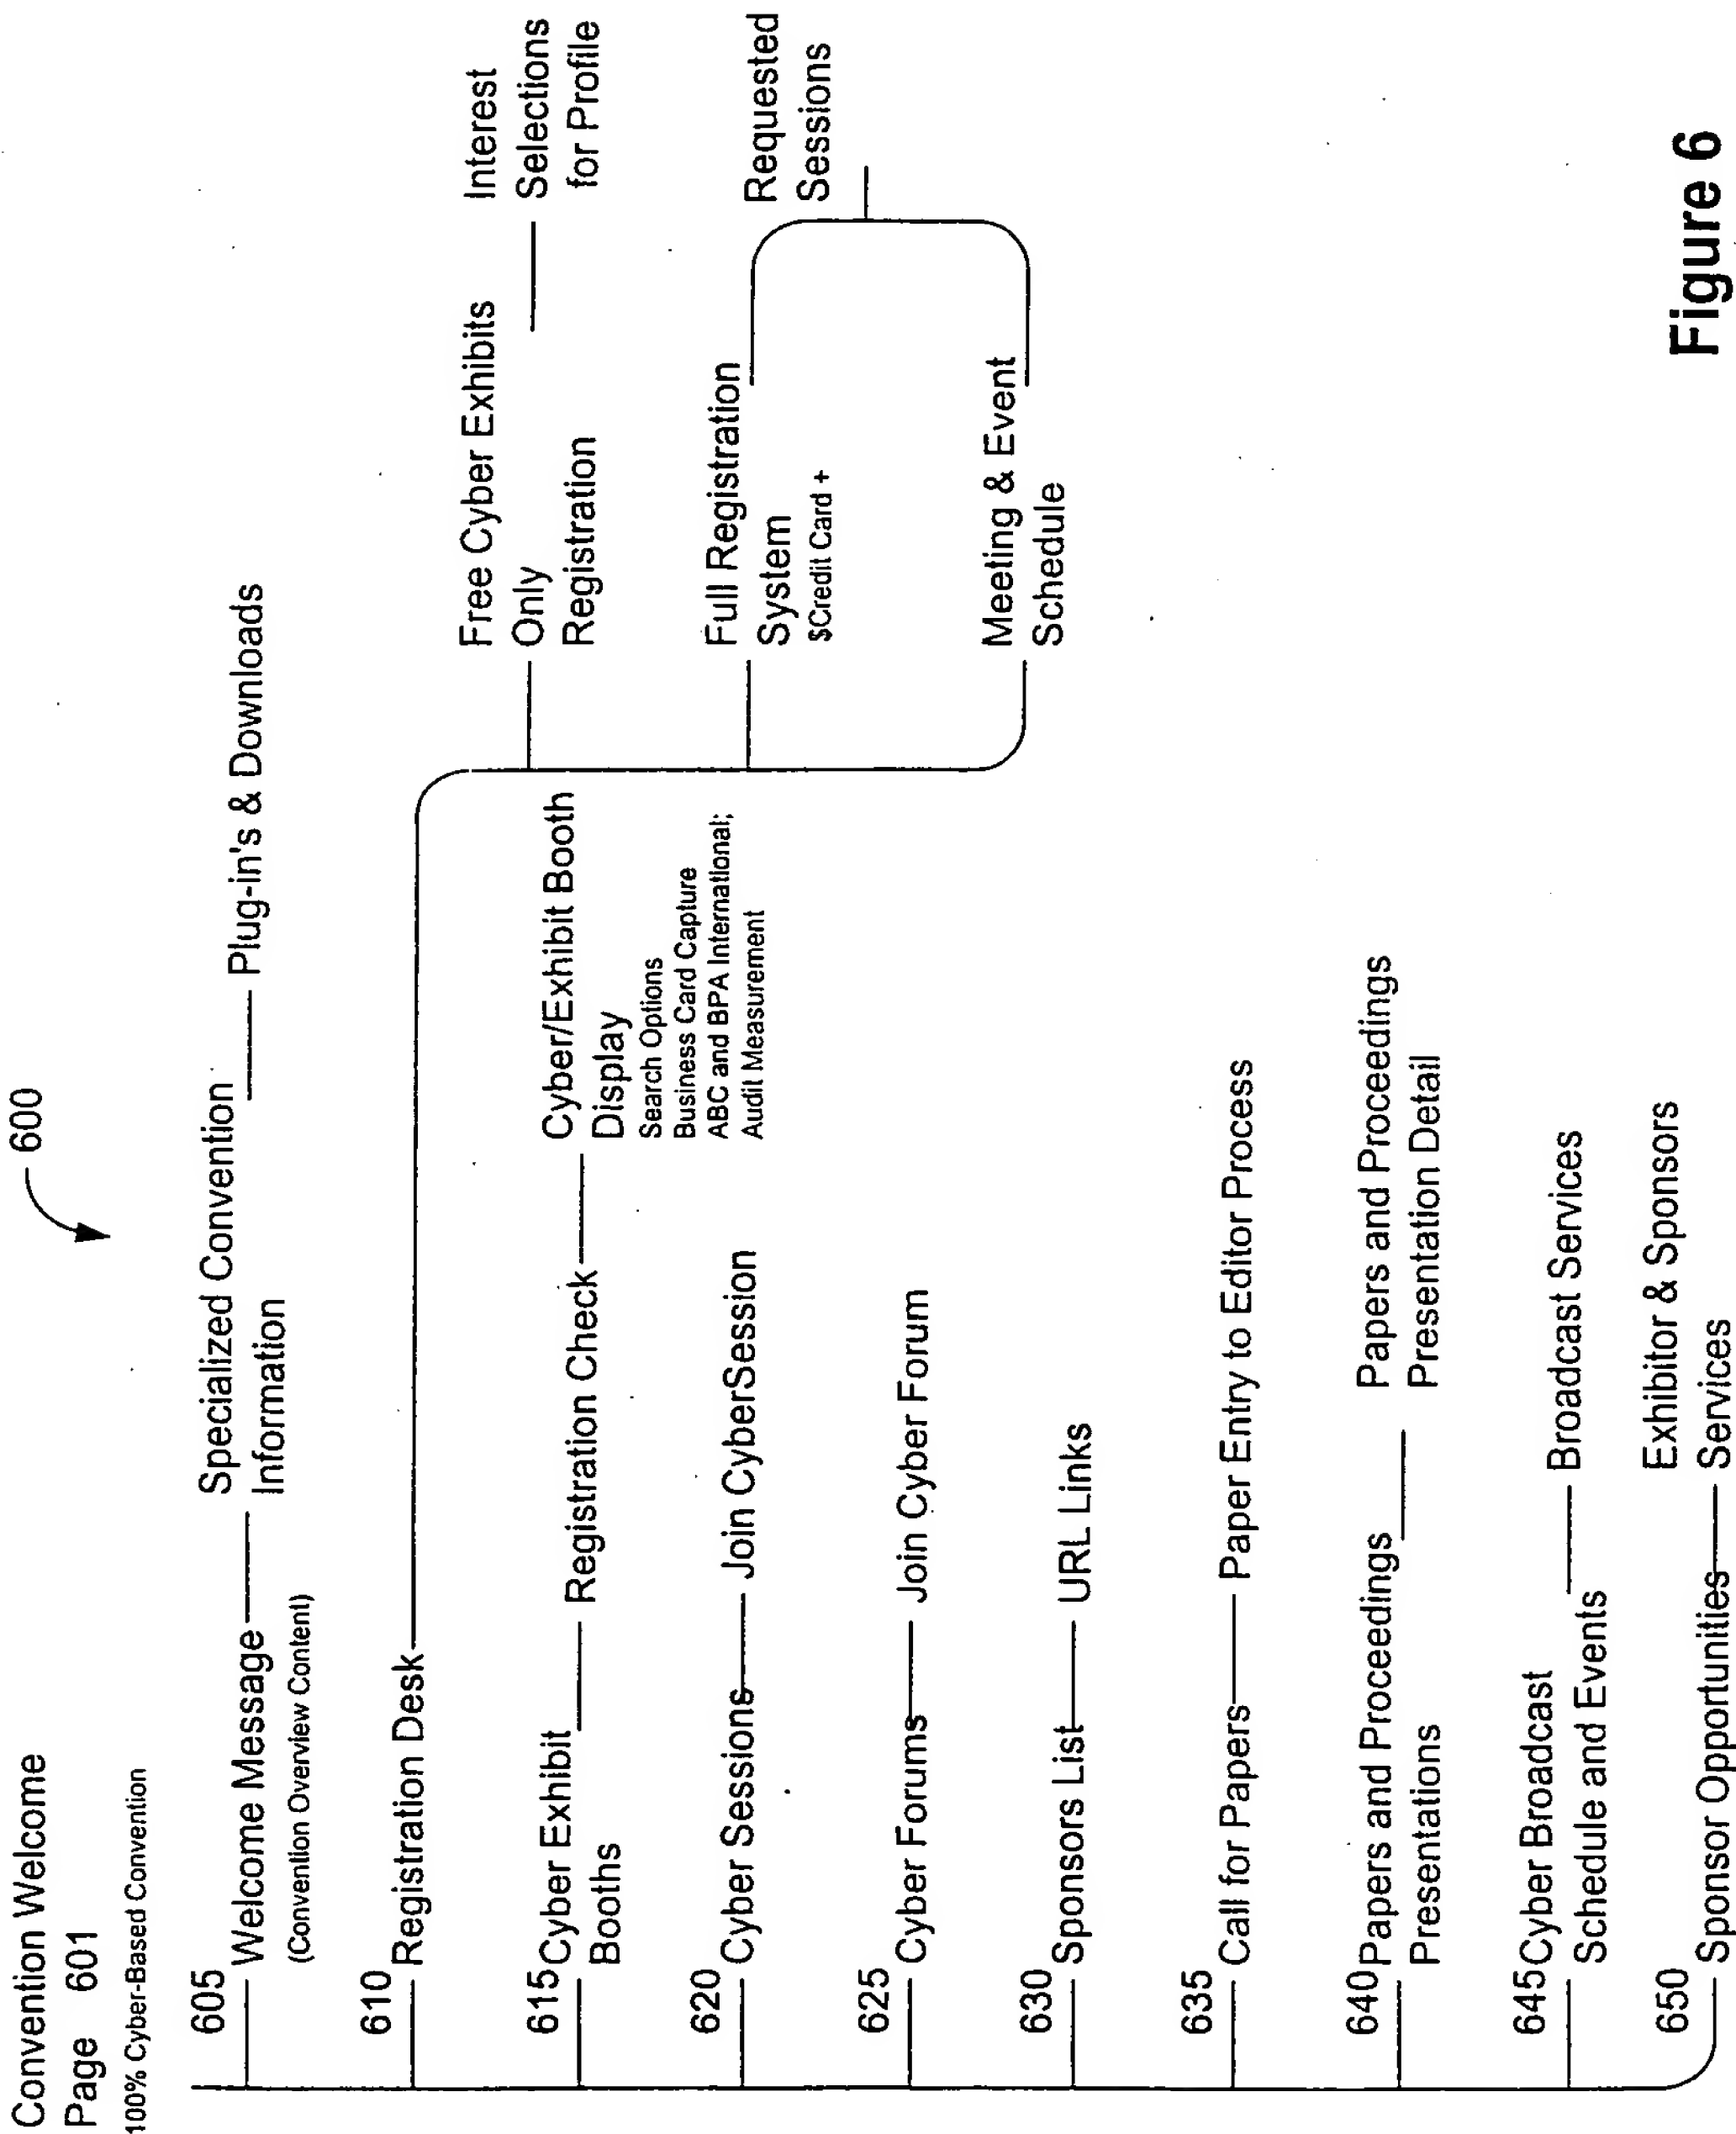 Convention Welcome
Page 601
100% Cyber-Based Convention
600
605
Welcome Message
(Convention Overview Content)
Specialized Convention
Information
Plug-in's & Downloads
610
Registration Desk
Free Cyber Exhibits
Only
Registration
Interest
Selections
for Profile
Full Registration
System
$Credit Card +
Meeting & Event
Schedule
Requested
Sessions
615
Cyber Exhibit
Booths
Registration Check
Cyber/Exhibit Booth
Display
Search Options
Business Card Capture
ABC and BPA International;
Audit Measurement
620
Cyber Sessions
Join CyberSession
625
Cyber Forums
Join Cyber Forum
630
Sponsors List
URL Links
635
Call for Papers
Paper Entry to Editor Process
640
Papers and Proceedings
Presentations
Papers and Proceedings
Presentation Detail
645
Cyber Broadcast
Schedule and Events
Broadcast Services
650
Sponsor Opportunities
Exhibitor & Sponsors
Services
Figure 6